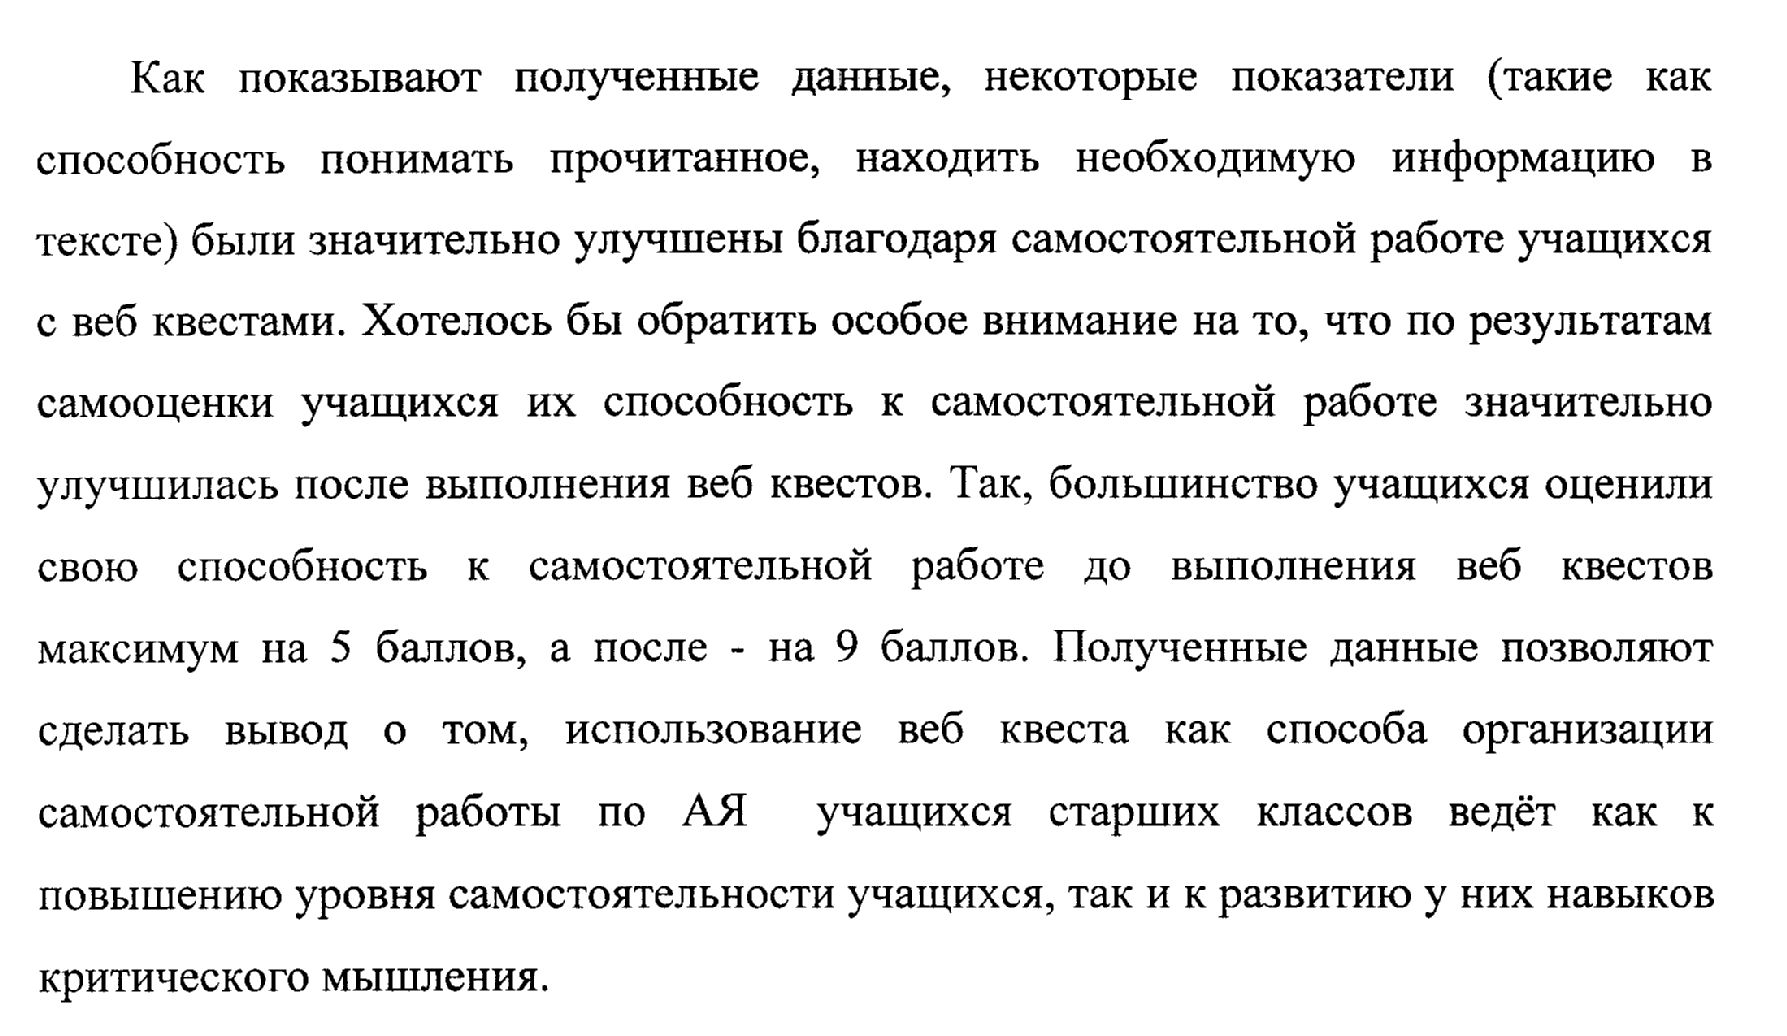 Как показывают полученные данные, некоторые показатели (такие как
способность понимать прочитанное, находить необходимую информацию в
тексте) были значительно улучшены благодаря самостоятельной работе учащихся
с веб квестами. Хотелось бы обратить особое внимание на то, что по результатам
самооценки учащихся их способность к самостоятельной работе значительно
улучшилась после выполнения веб квестов. Так, большинство учащихся оценили
свою способность к самостоятельной работе до выполнения веб квестов
максимум на 5 баллов, а после - на 9 баллов. Полученные данные позволяют
сделать вывод о том, использование веб квеста как способа организации
самостоятельной работы по АЯ учащихся старших классов ведёт как к
повышению уровня самостоятельности учащихся, так и к развитию у них навыков
критического мышления.